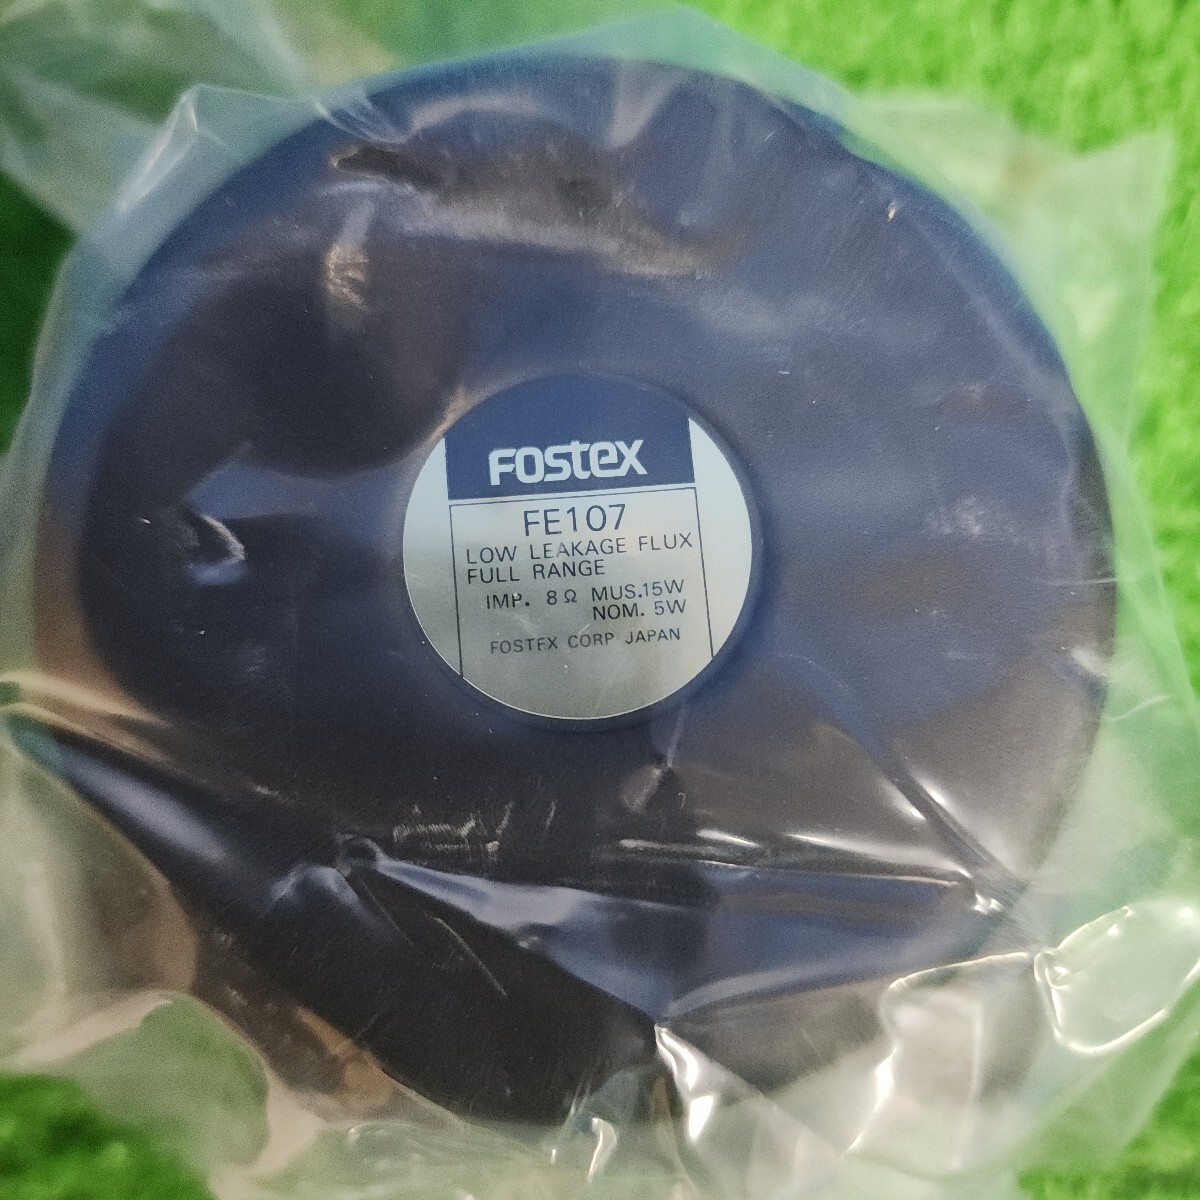 FOSTEX
FE107
LOW LEAKAGE FLUX
FULL RANGE
IMP. 8Ω MUS.15W
NOM. 5W
FOSTEX CORP JAPAN